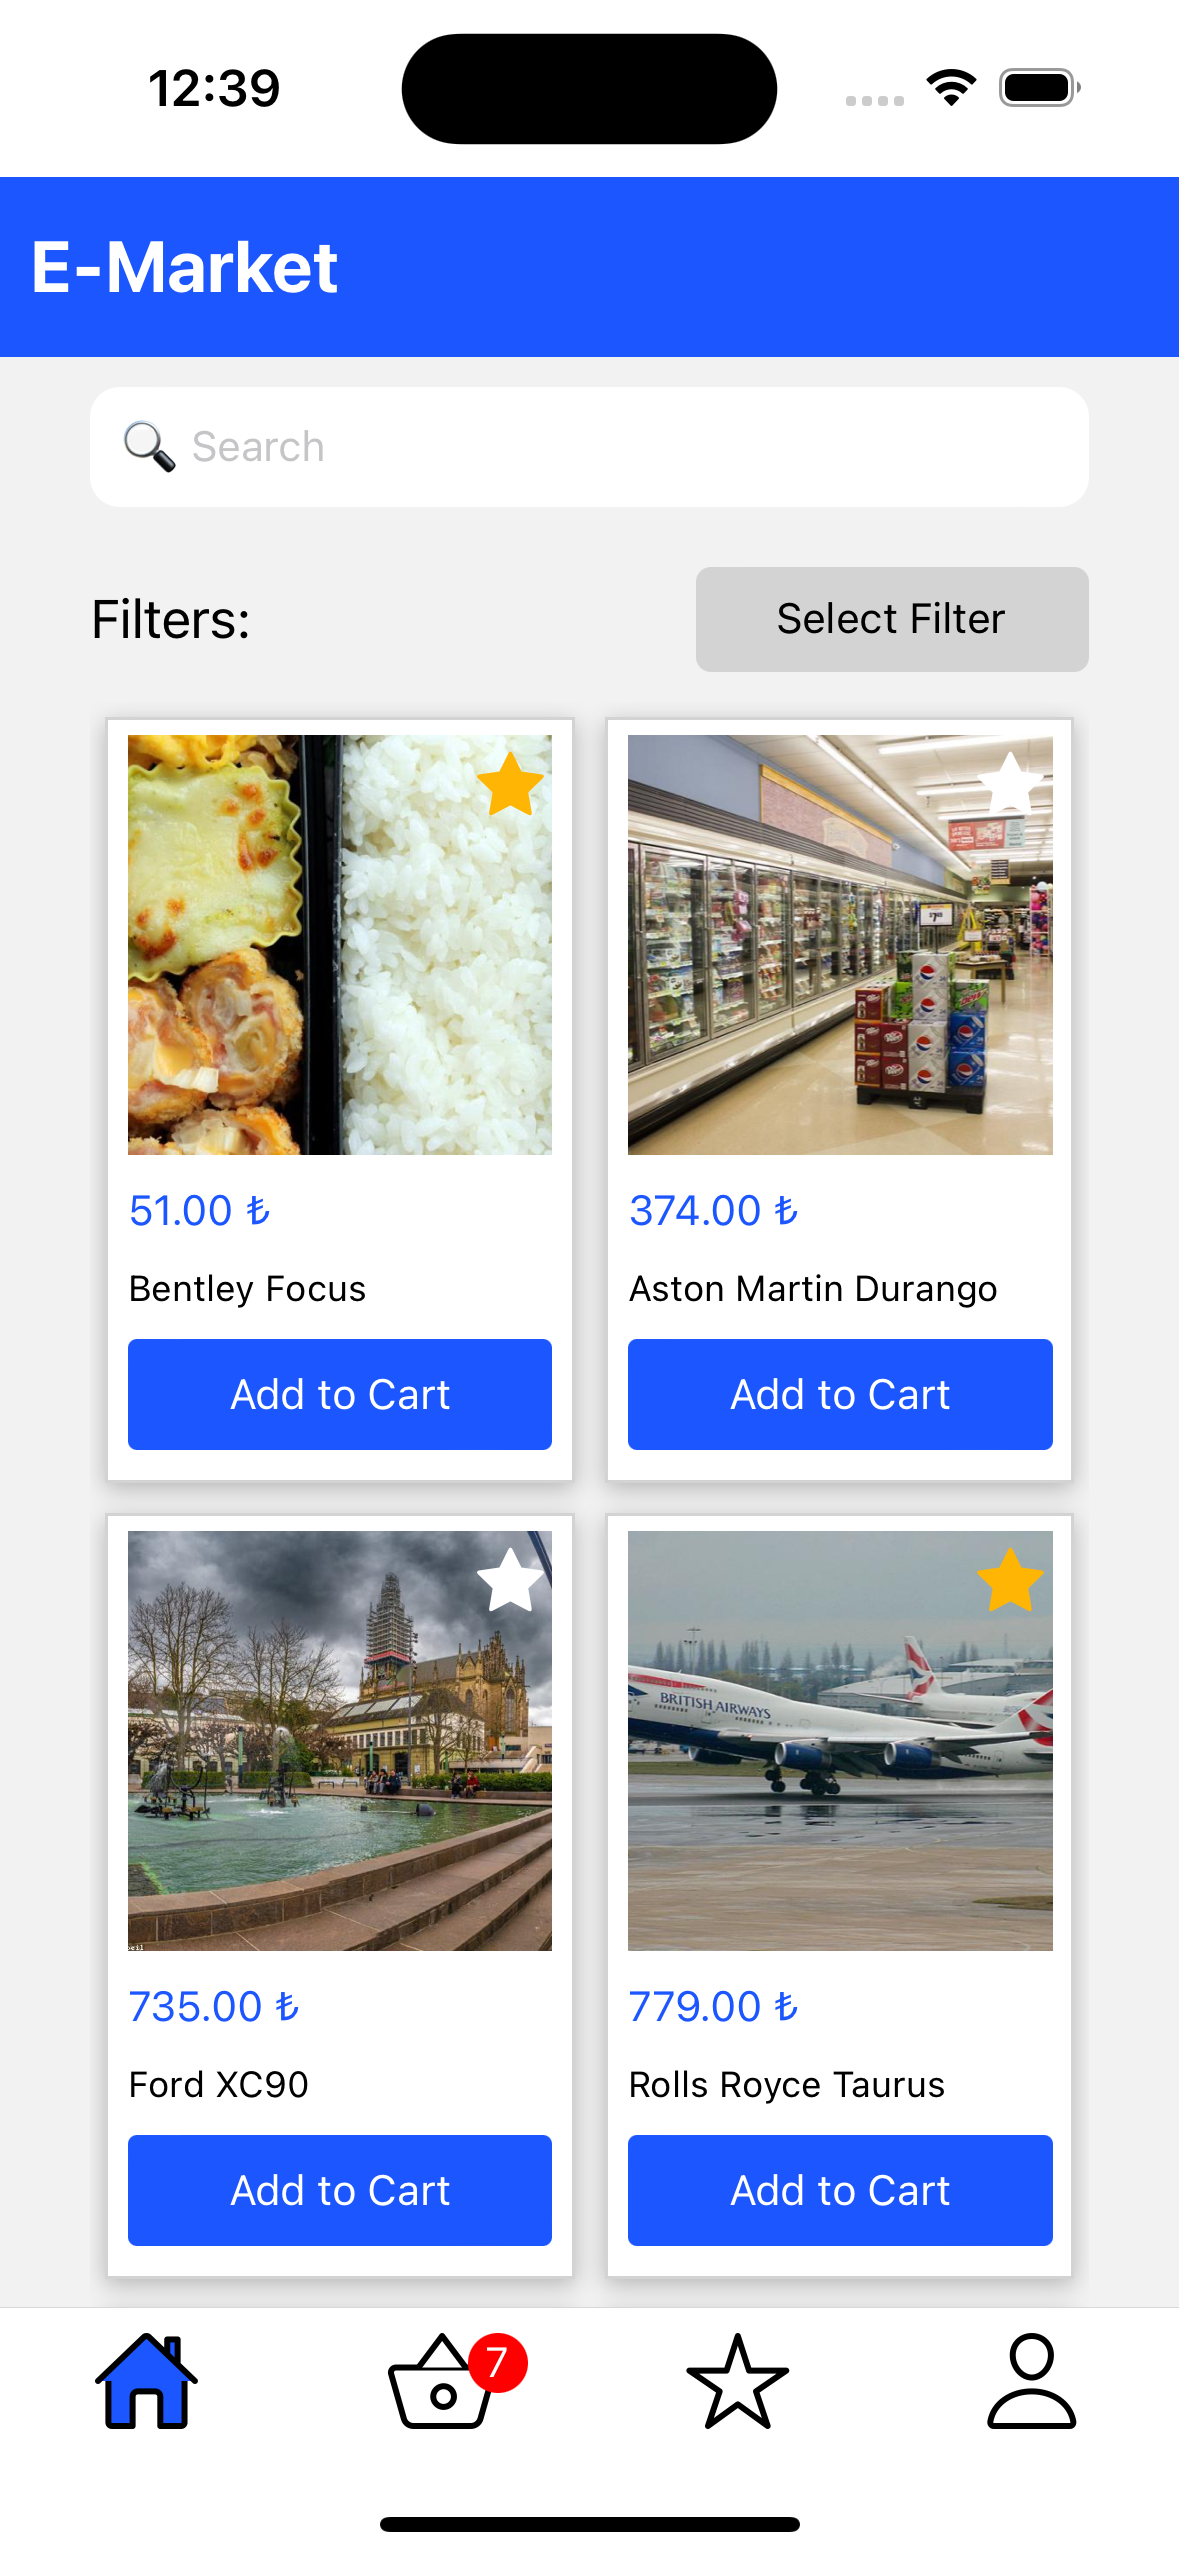 12:39
E-Market
Search
Filters:
Select Filter
51.00 ₺
374.00 ₺
Bentley Focus
Aston Martin Durango
Add to Cart
Add to Cart
BRITISH AIRWAYS
735.00 ₺
779.00 ₺
Ford XC90
Rolls Royce Taurus
Add to Cart
Add to Cart
7